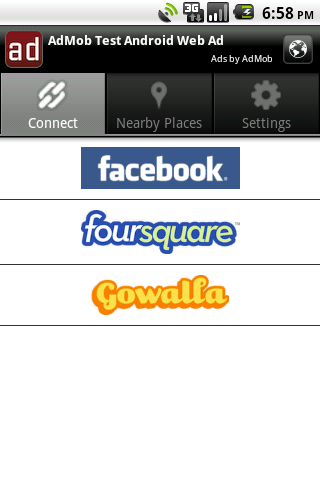 3G
6:58 PM
ad
AdMob Test Android Web Ad
Ads by AdMob
Connect
Nearby Places
Settings
facebook®
foursquare™
Gowalla